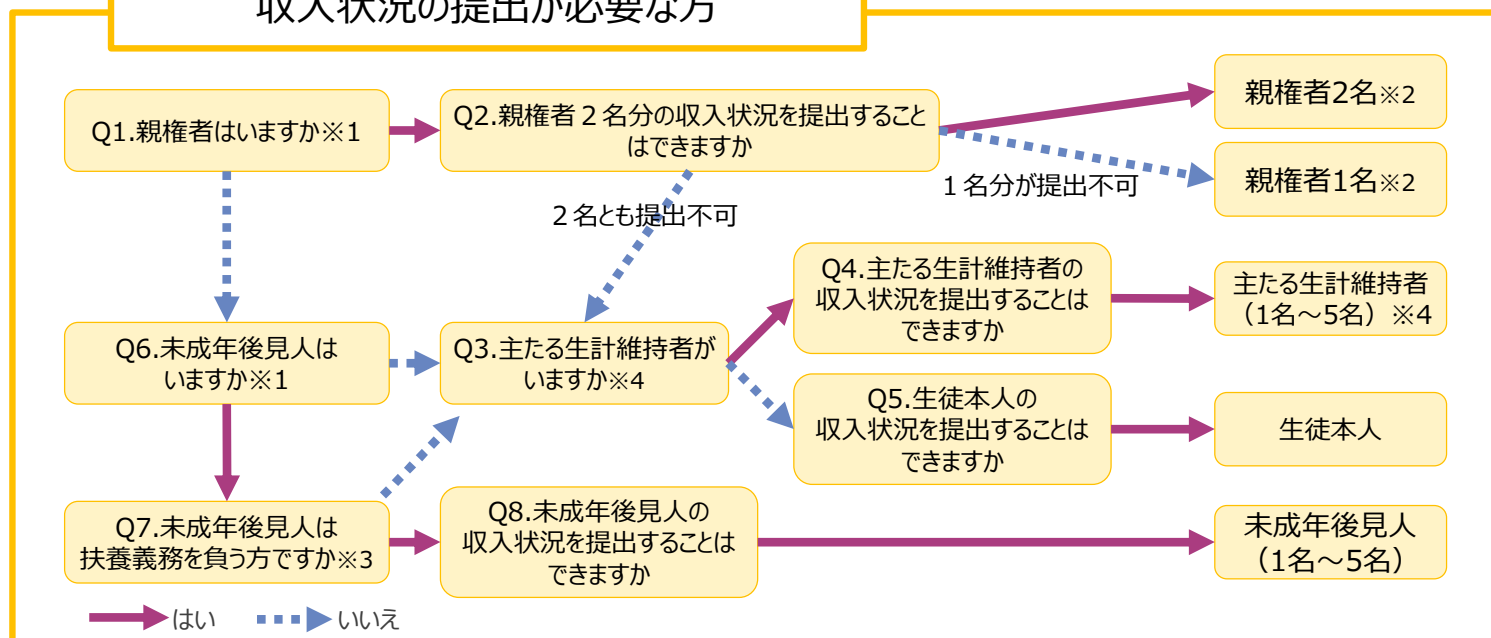 収入状況の提出が必要な方
Q1.親権者はいますか※1
Q2.親権者２名分の収入状況を提出すること
はできますか
親権者2名※2
１名分が提出不可
親権者1名※2
２名とも提出不可
Q6.未成年後見人は
いますか※1
Q3.主たる生計維持者が
いますか※4
Q4.主たる生計維持者の
収入状況を提出することは
できますか
主たる生計維持者
（1名～5名）※4
Q5.生徒本人の
収入状況を提出することは
できますか
生徒本人
Q7.未成年後見人は
扶養義務を負う方ですか※3
Q8.未成年後見人の
収入状況を提出することは
できますか
未成年後見人
（1名～5名）
はい
いいえ